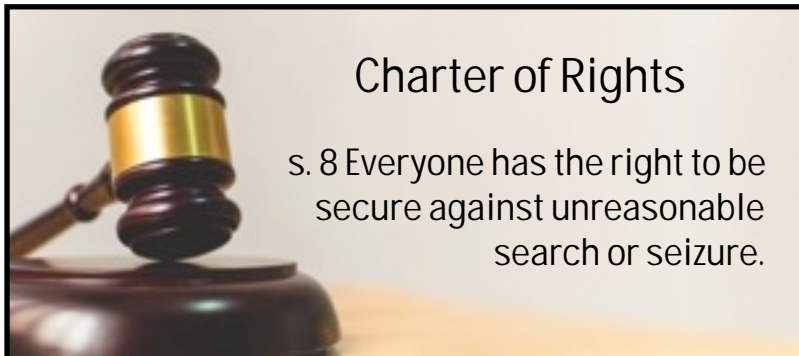 Charter of Rights
s. 8 Everyone has the right to be
secure against unreasonable
search or seizure.